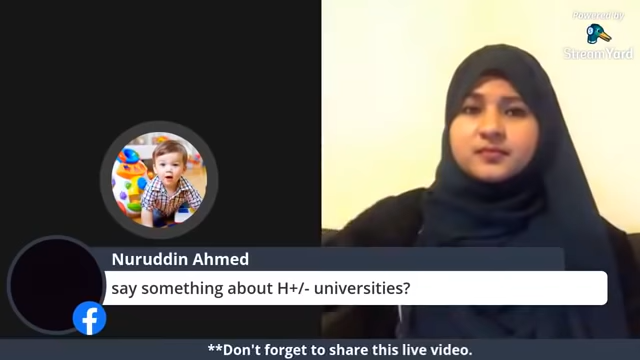 Powered by
StreamYard
Nuruddin Ahmed
say something about H+/- universities?
**Don't forget to share this live video.